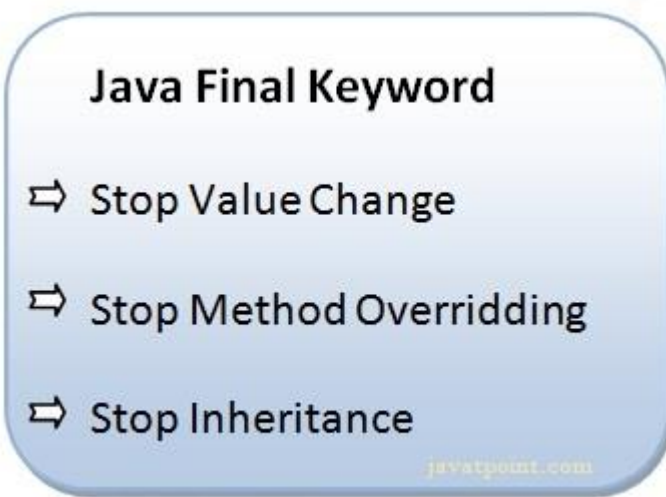 Java Final Keyword
Stop Value Change
Stop Method Overridding
Stop Inheritance
javatpoint.com